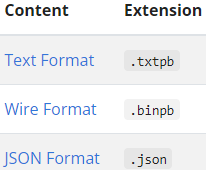 Content Extension
Text Format .txtpb
Wire Format .binpb
JSON Format .json